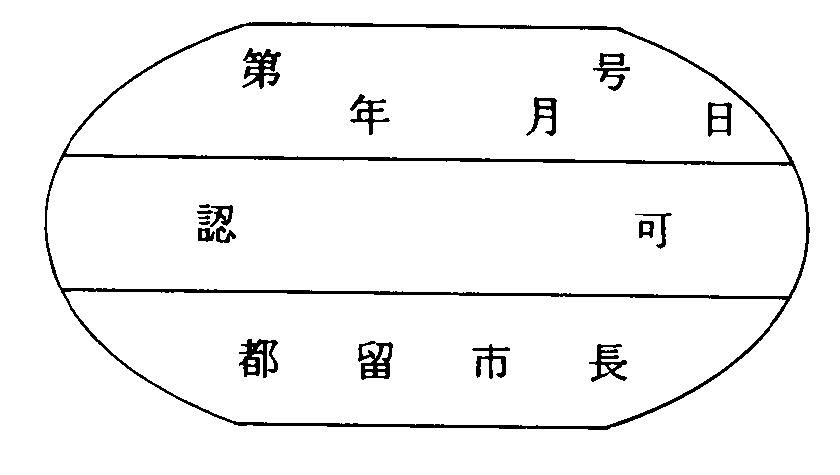 第　　　号
年　　月　　日
認　　　可
都留市長